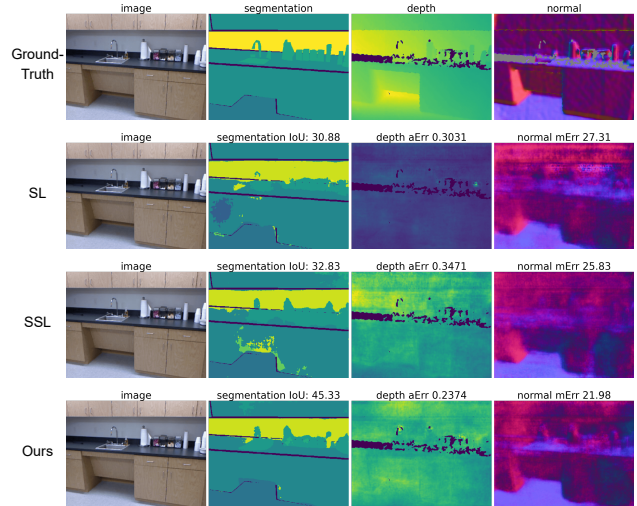 image segmentation depth normal
Ground-
Truth
image segmentation IoU: 30.88 depth aErr 0.3031 normal mErr 27.31
SL
image segmentation IoU: 32.83 depth aErr 0.3471 normal mErr 25.83
SSL
image segmentation IoU: 45.33 depth aErr 0.2374 normal mErr 21.98
Ours